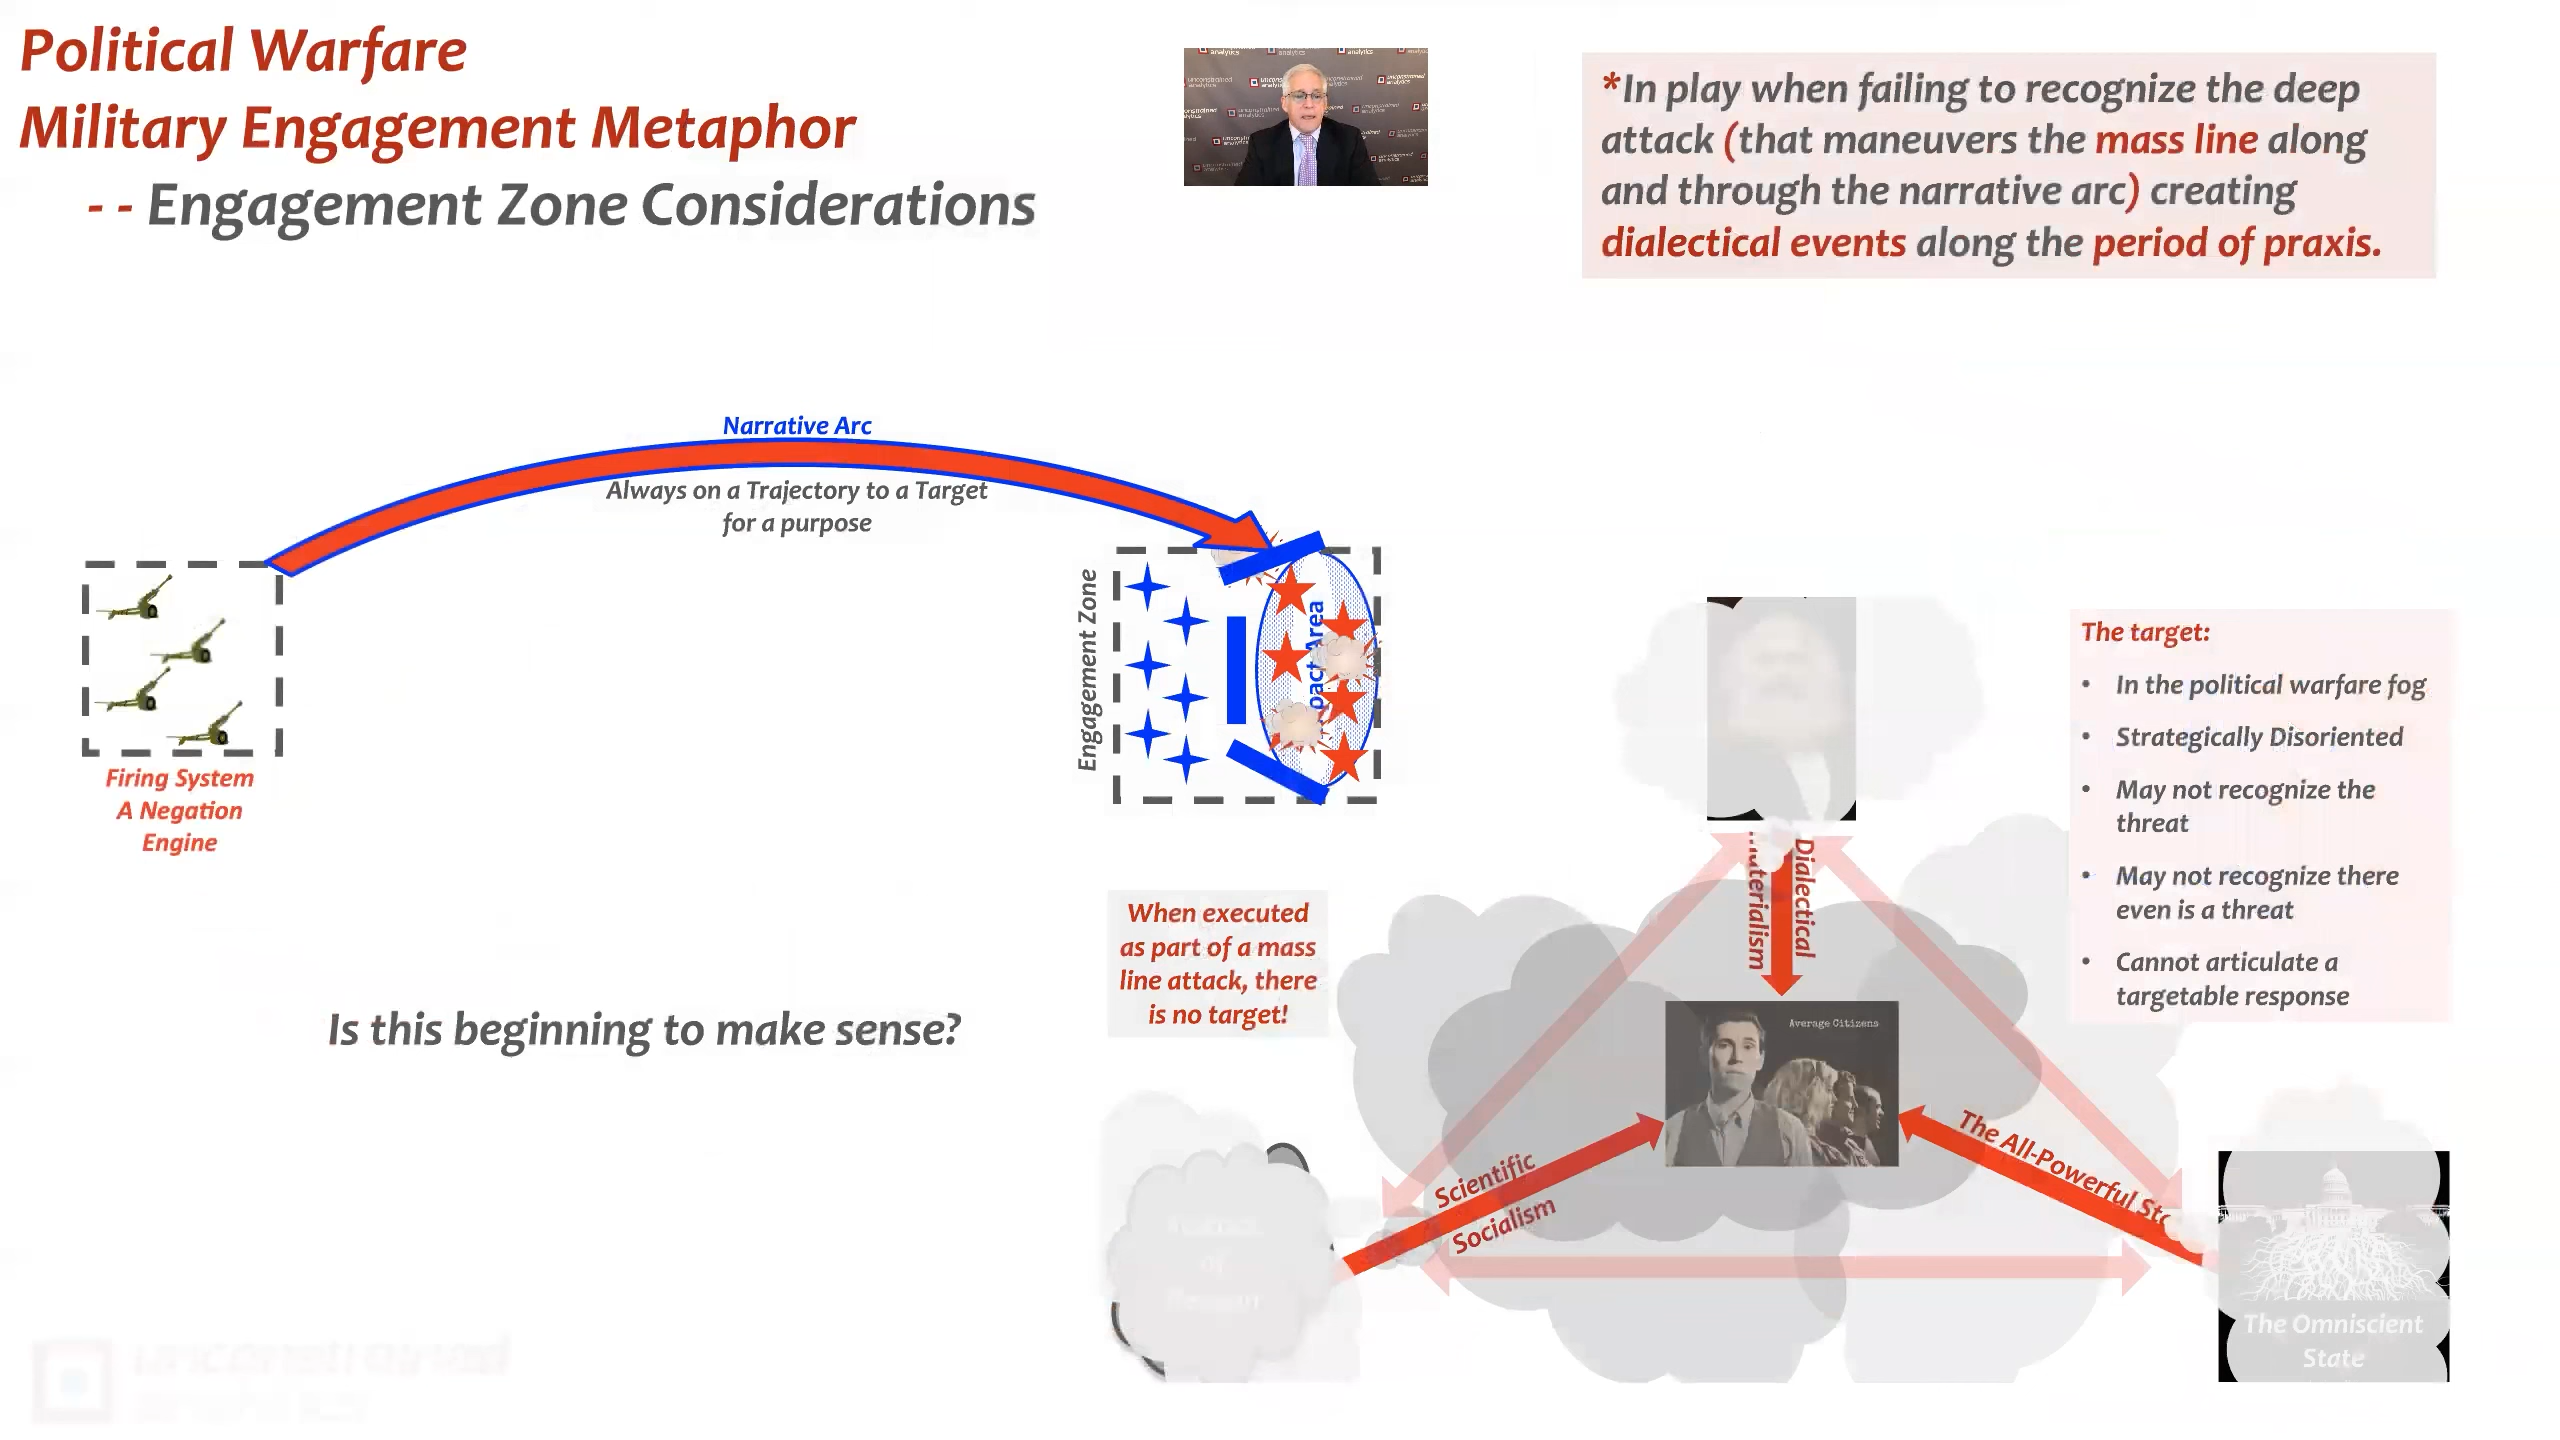 Political Warfare
Military Engagement Metaphor
- - Engagement Zone Considerations
*In play when failing to recognize the deep
attack (that maneuvers the mass line along
and through the narrative arc) creating
dialectical events along the period of praxis.
Narrative Arc
Always on a Trajectory to a Target
for a purpose
Firing System
A Negation
Engine
Engagement Zone
Area
The target:
• In the political warfare fog
• Strategically Disoriented
• May not recognize the
threat
• May not recognize there
even is a threat
• Cannot articulate a
targetable response
When executed
as part of a mass
line attack, there
is no target!
Is this beginning to make sense?
Dialectical
Average Citizens
Scientific
Socialism
The All-Powerful
The Omniscient
State
unconstrained
analytics